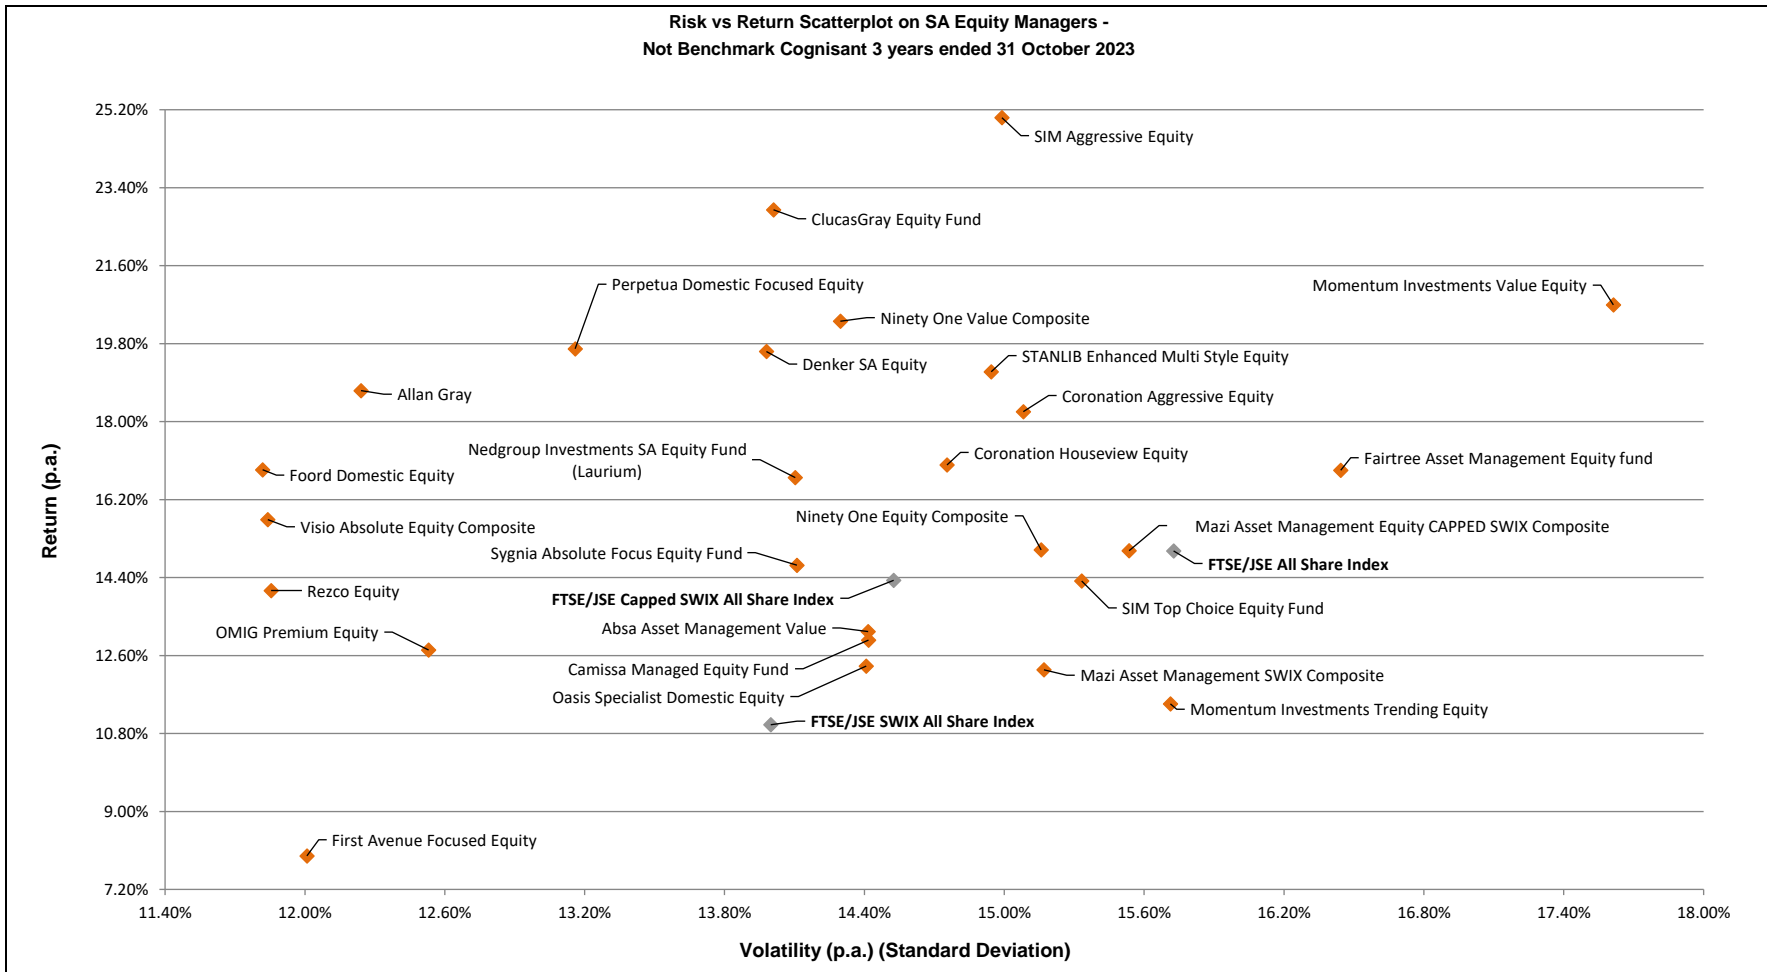 Risk vs Return Scatterplot on SA Equity Managers -
Not Benchmark Cognisant 3 years ended 31 October 2023
Return (p.a.)
25.20%
23.40%
21.60%
19.80%
18.00%
16.20%
14.40%
12.60%
10.80%
9.00%
7.20%
SIM Aggressive Equity
ClucasGray Equity Fund
Perpetua Domestic Focused Equity
Momentum Investments Value Equity
Ninety One Value Composite
Denker SA Equity
STANLIB Enhanced Multi Style Equity
Allan Gray
Coronation Aggressive Equity
Nedgroup Investments SA Equity Fund
(Laurium)
Coronation Houseview Equity
Fairtree Asset Management Equity fund
Foord Domestic Equity
Visio Absolute Equity Composite
Ninety One Equity Composite
Mazi Asset Management Equity CAPPED SWIX Composite
Sygnia Absolute Focus Equity Fund
FTSE/JSE All Share Index
Rezco Equity
FTSE/JSE Capped SWIX All Share Index
SIM Top Choice Equity Fund
OMIG Premium Equity
Absa Asset Management Value
Camissa Managed Equity Fund
Mazi Asset Management SWIX Composite
Oasis Specialist Domestic Equity
Momentum Investments Trending Equity
FTSE/JSE SWIX All Share Index
First Avenue Focused Equity
11.40%
12.00%
12.60%
13.20%
13.80%
14.40%
15.00%
15.60%
16.20%
16.80%
17.40%
18.00%
Volatility (p.a.) (Standard Deviation)